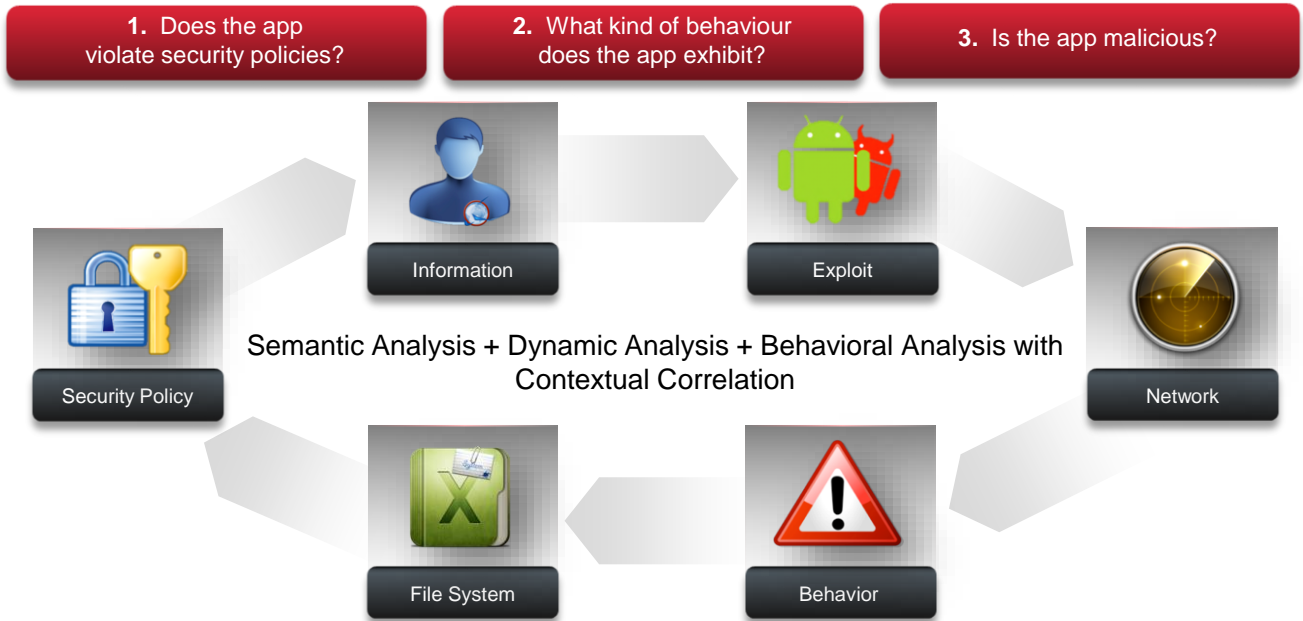 1. Does the app
violate security policies?
2. What kind of behaviour
does the app exhibit?
3. Is the app malicious?
Information
Exploit
Semantic Analysis + Dynamic Analysis + Behavioral Analysis with
Contextual Correlation
Security Policy
Network
X
File System
Behavior